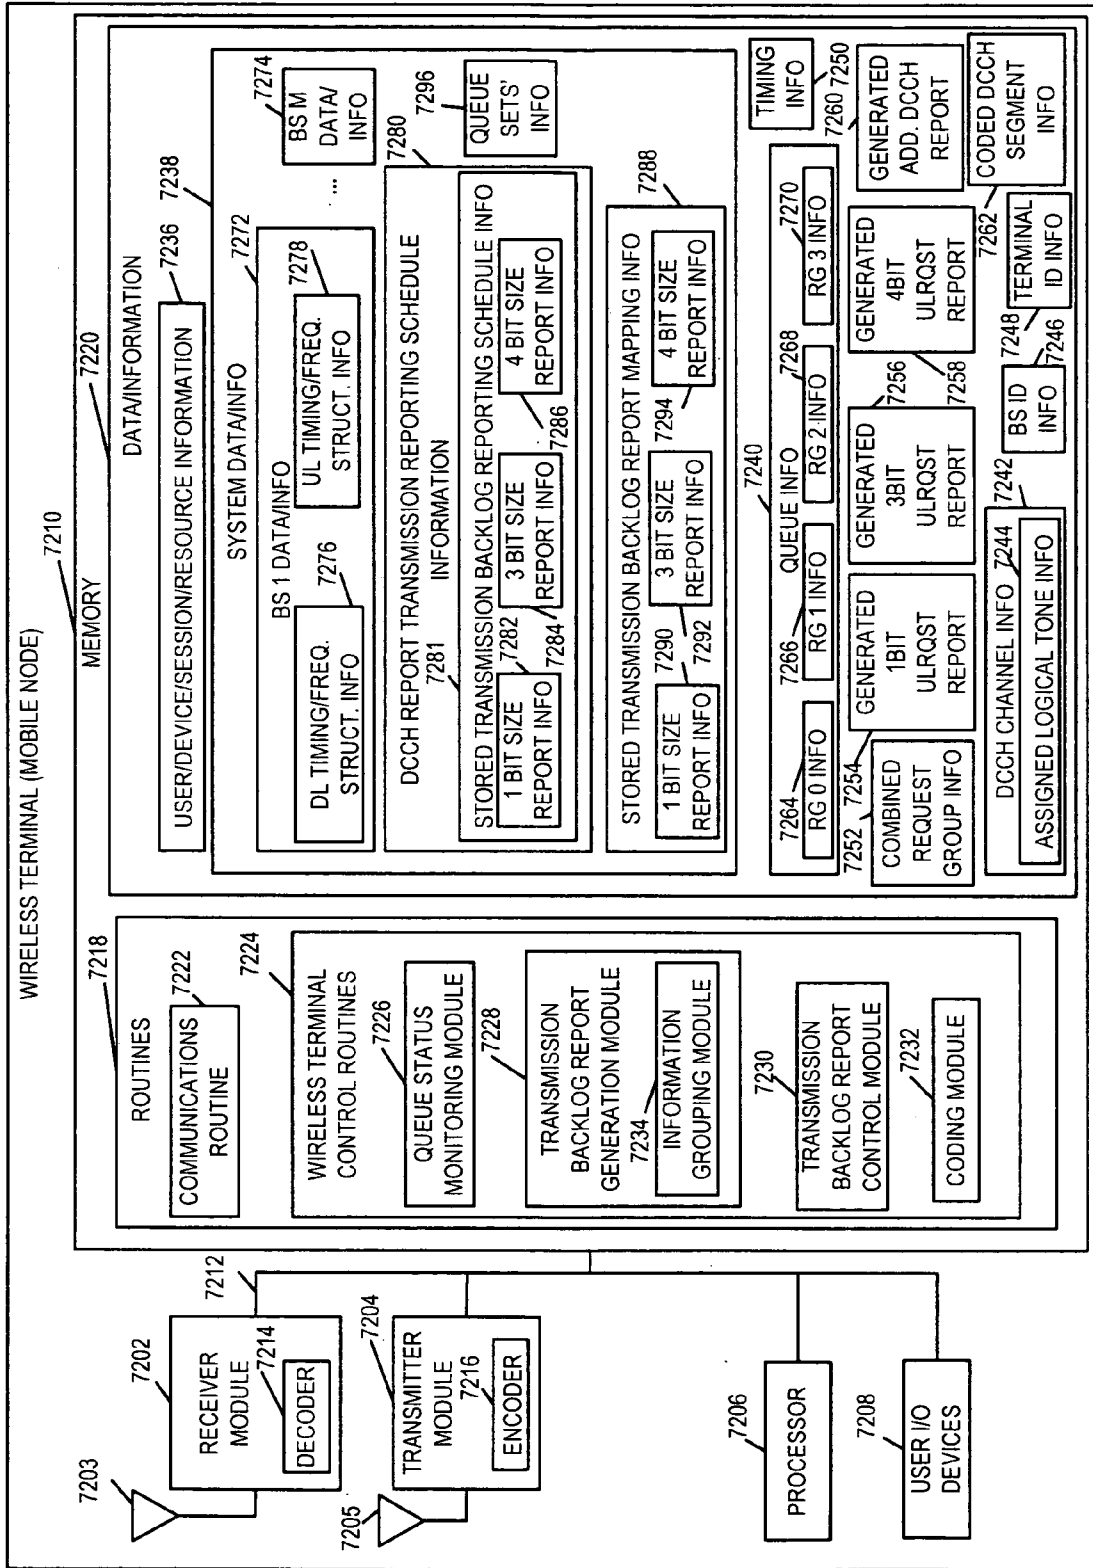 WIRELESS TERMINAL (MOBILE NODE)
7210
7203
7202
RECEIVER
MODULE
7214
DECODER
7212
7205
7204
TRANSMITTER
MODULE
7216
ENCODER
7206
PROCESSOR
7208
USER I/O
DEVICES
MEMORY
7218
ROUTINES
7222
COMMUNICATIONS
ROUTINE
7224
WIRELESS TERMINAL
CONTROL ROUTINES
7226
QUEUE STATUS
MONITORING MODULE
7228
TRANSMISSION
BACKLOG REPORT
GENERATION MODULE
7234
INFORMATION
GROUPING MODULE
7230
TRANSMISSION
BACKLOG REPORT
CONTROL MODULE
7232
CODING MODULE
7220
DATA/INFORMATION
7236
USER/DEVICE/SESSION/RESOURCE INFORMATION
7238
SYSTEM DATA/INFO
7272
BS 1 DATA/INFO
7276
DL TIMING/FREQ.
STRUCT. INFO
7278
UL TIMING/FREQ.
STRUCT. INFO
...
7274
BS M
DATA/
INFO
7280
DCCH REPORT TRANSMISSION REPORTING SCHEDULE
INFORMATION
7281
STORED TRANSMISSION BACKLOG REPORTING SCHEDULE INFO
7282
1 BIT SIZE
REPORT INFO
7284
3 BIT SIZE
REPORT INFO
7286
4 BIT SIZE
REPORT INFO
7296
QUEUE
SETS'
INFO
7288
STORED TRANSMISSION BACKLOG REPORT MAPPING INFO
7290
1 BIT SIZE
REPORT INFO
7292
3 BIT SIZE
REPORT INFO
7294
4 BIT SIZE
REPORT INFO
7240
QUEUE INFO
7264
RG 0 INFO
7266
RG 1 INFO
7268
RG 2 INFO
7270
RG 3 INFO
TIMING
INFO
7250
7252
COMBINED
REQUEST
GROUP INFO
7254
GENERATED
1BIT
ULRQST
REPORT
7256
GENERATED
3BIT
ULRQST
REPORT
7258
GENERATED
4BIT
ULRQST
REPORT
7260
GENERATED
ADD. DCCH
REPORT
7242
DCCH CHANNEL INFO
7244
ASSIGNED LOGICAL TONE INFO
7246
BS ID
INFO
7248
TERMINAL
ID INFO
7262
CODED DCCH
SEGMENT
INFO